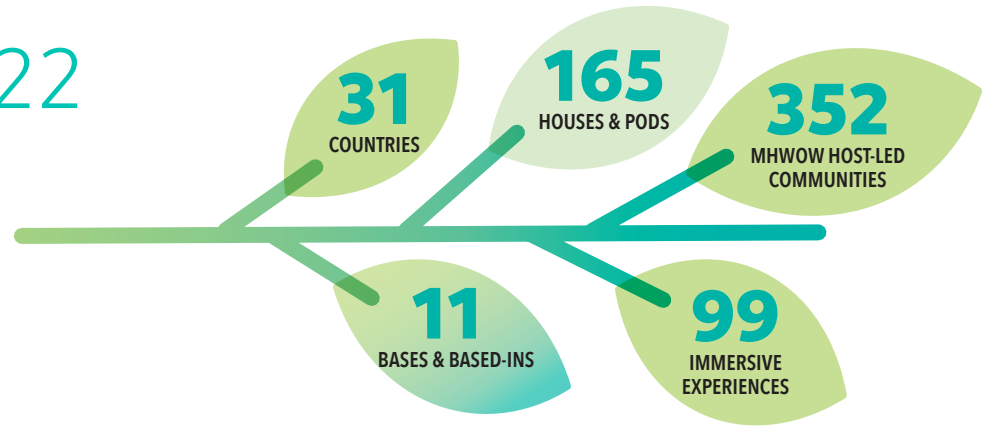 22
31
COUNTRIES
165
HOUSES & PODS
352
MHWOW HOST-LED
COMMUNITIES
11
BASES & BASED-INS
99
IMMERSIVE
EXPERIENCES